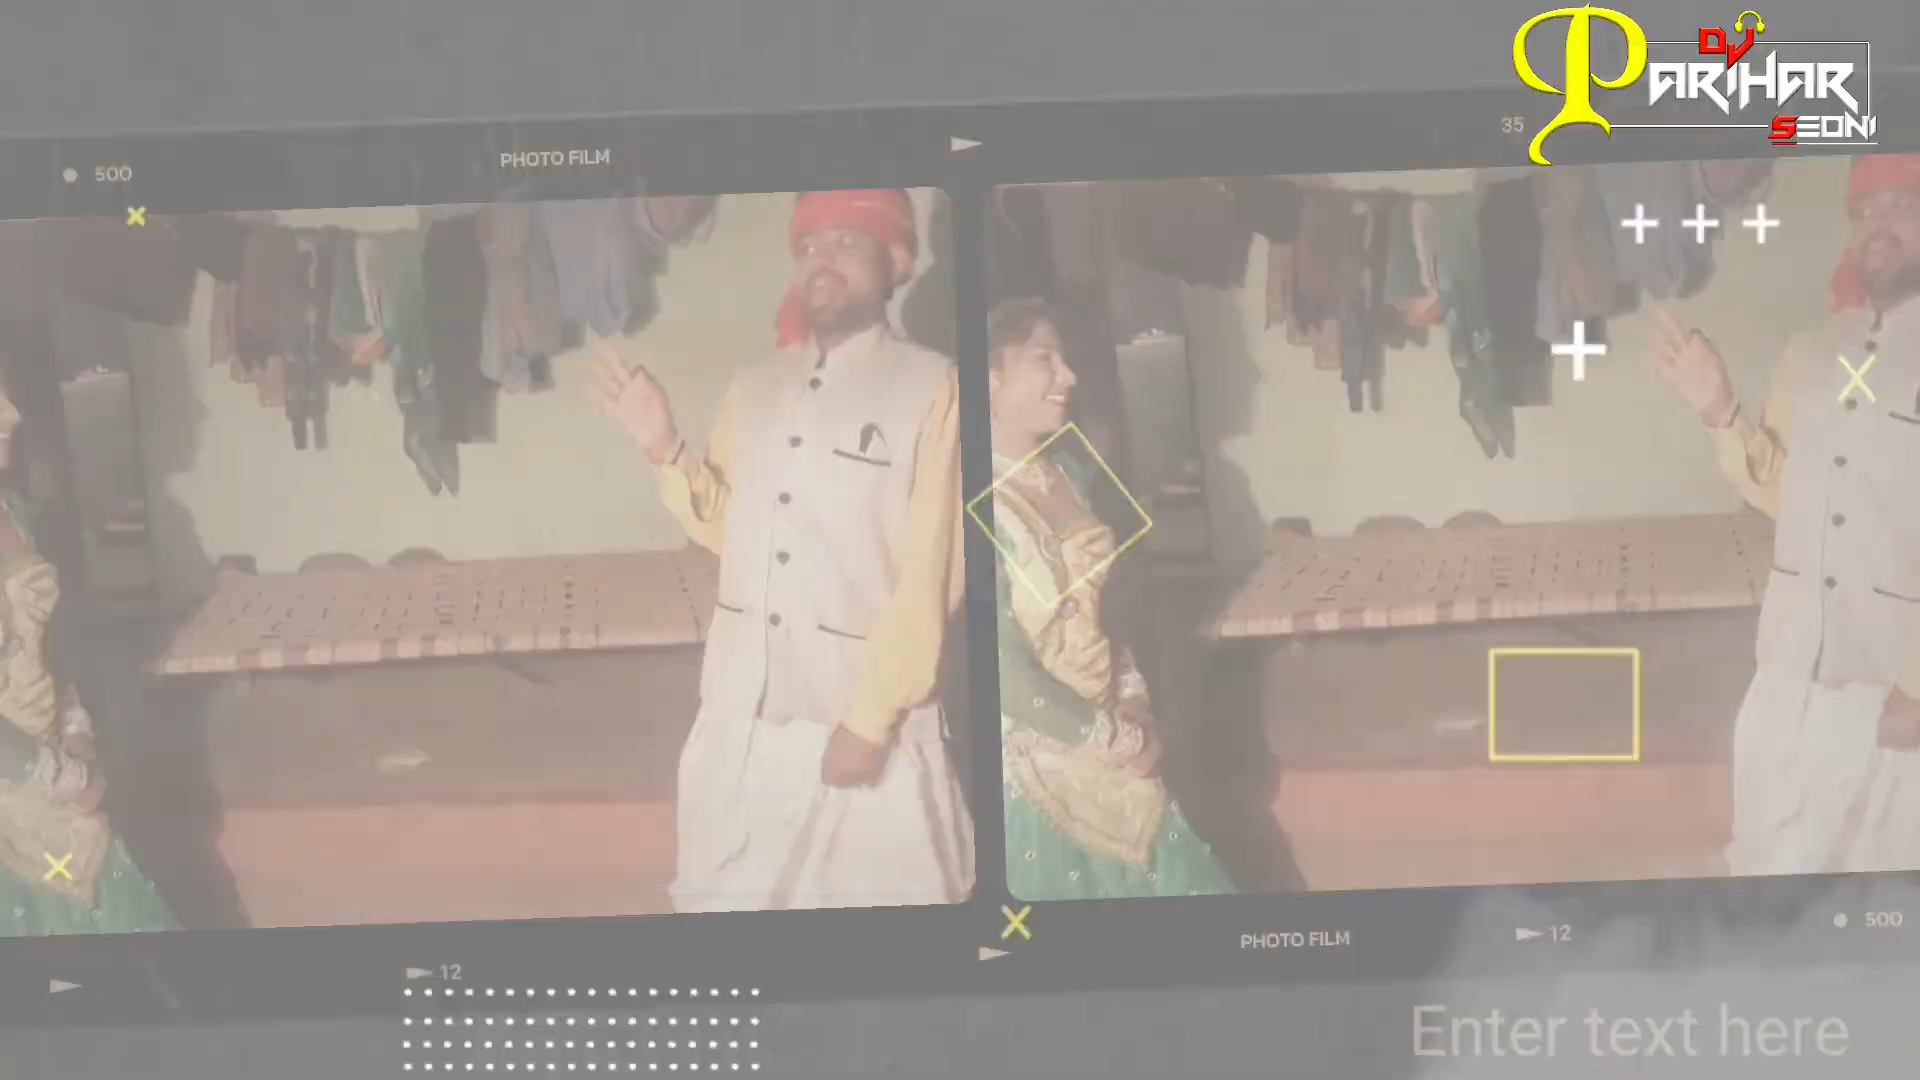 DJ
PARIHAR
SEONI
35
PHOTO FILM
500
PHOTO FILM
12
500
12
Enter text here